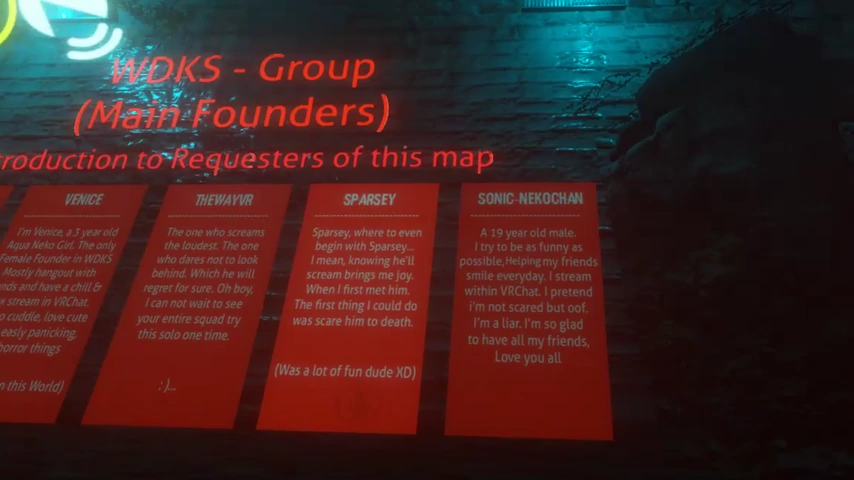 WDKS - Group
(Main Founders)
troduction to Requesters of this map
VENICE
I'm Venice, a 3 year old
Aqua Neko Girl. The only
Female Founder in WDKS
Mostly hangout with
nds and have a chill &
x stream in VRChat.
o cuddle, love cute
easly panicking,
horror things
n this World)
THEWAYVR
The one who screams
the loudest. The one
who dares not to look
behind. Which he will
regret for sure. Oh boy,
I can not wait to see
your entire squad try
this solo one time.
:)...
SPARSEY
Sparsey, where to even
begin with Sparsey...
I mean, knowing he'll
scream brings me joy.
When I first met him.
The first thing I could do
was scare him to death.
(Was a lot of fun dude XD)
SONIC-NEKOCHAN
A 19 year old male.
I try to be as funny as
possible,Helping my friends
smile everyday. I stream
within VRChat. I pretend
i'm not scared but oof.
I'm a liar. I'm so glad
to have all my friends,
Love you all